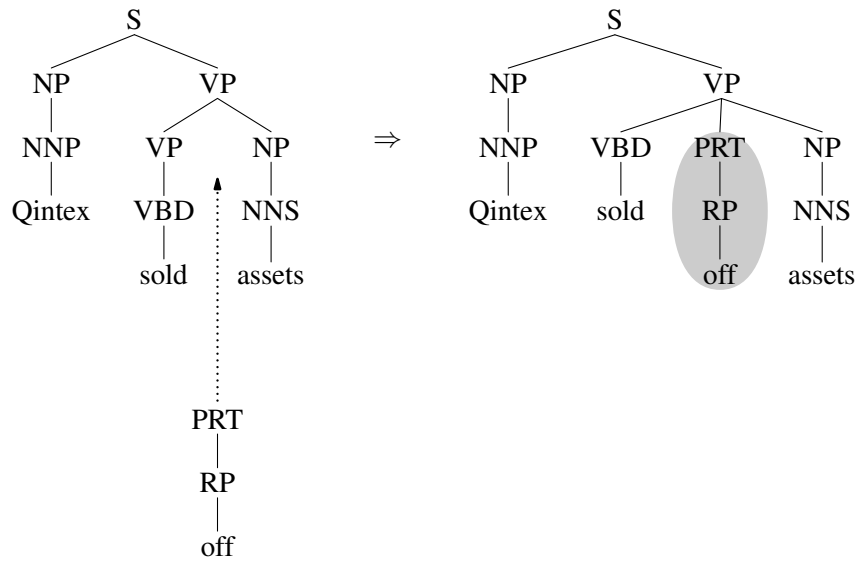 S S
NP VP NP VP
NNP VP NP ⇒ NNP VBD PRT NP
Qintex VBD NNS Qintex sold RP NNS
sold assets off assets
PRT
RP
off